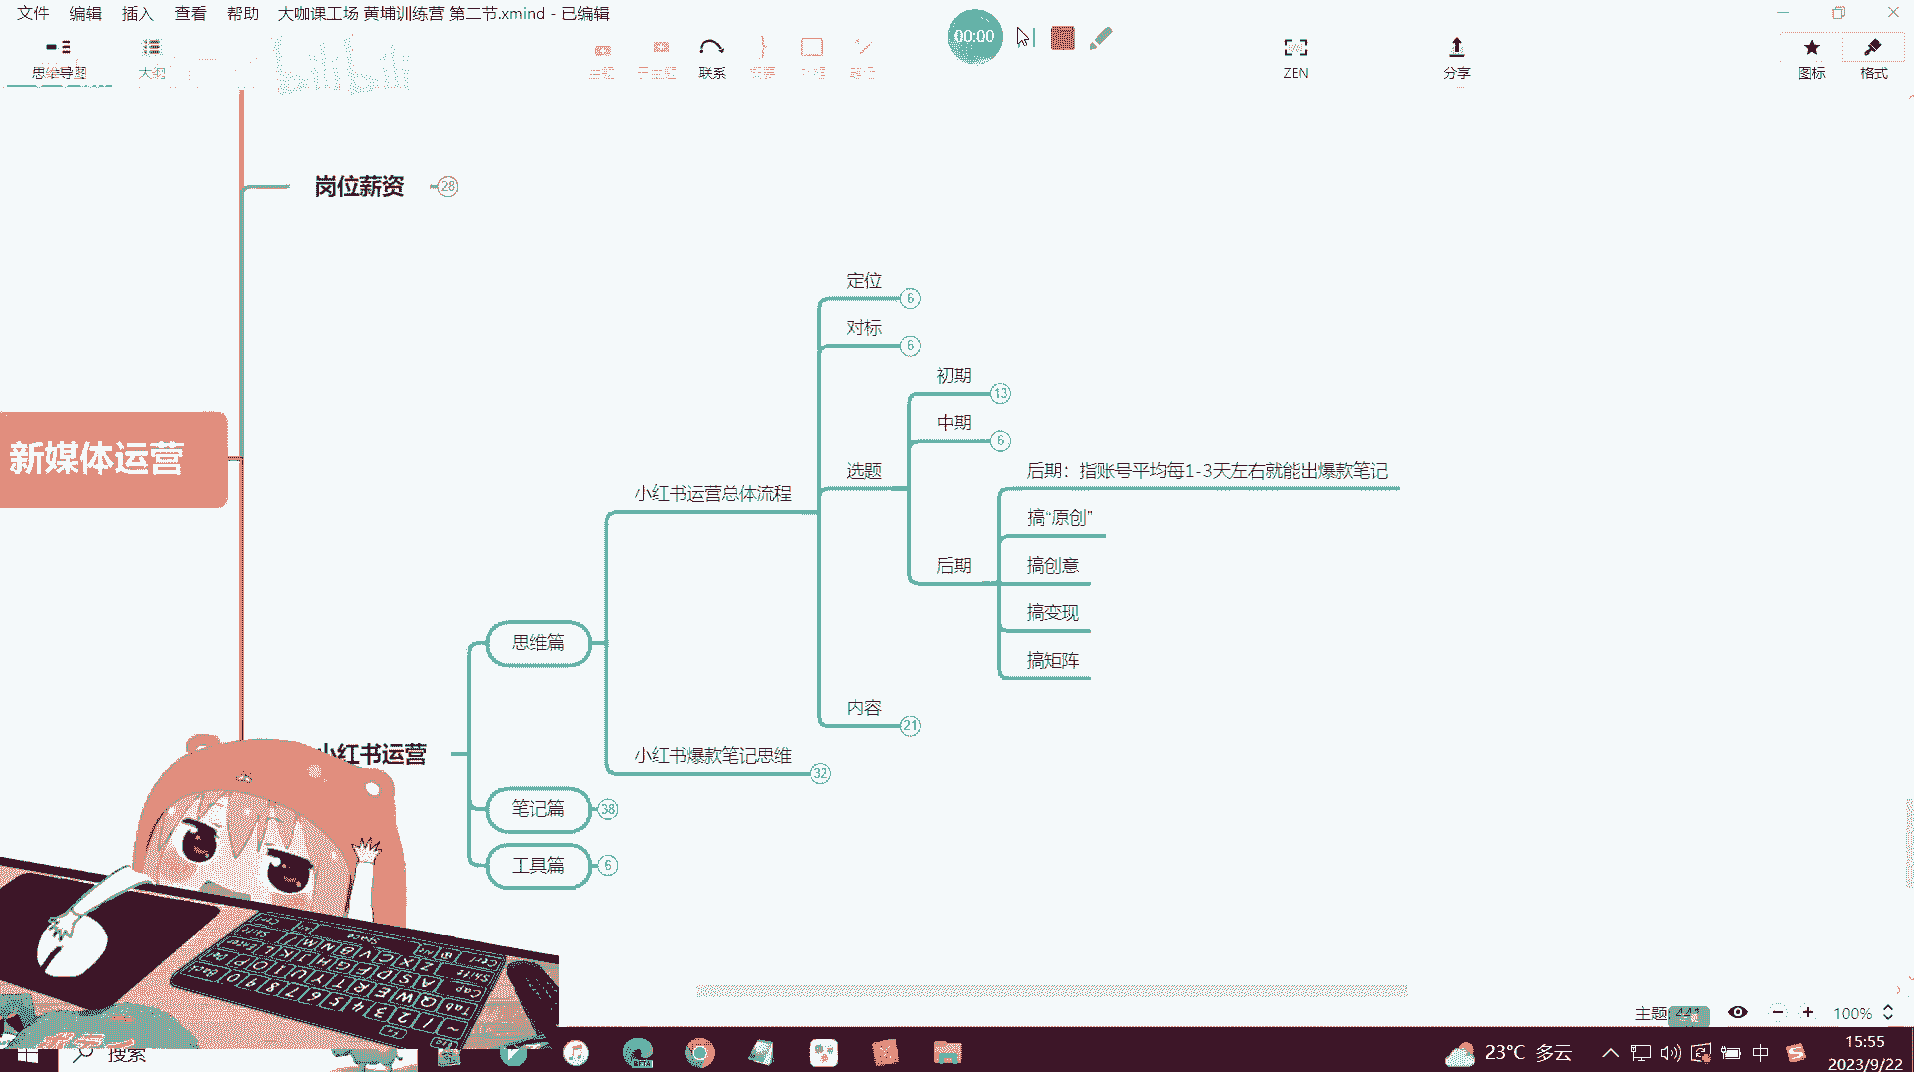 文件 编辑 插入 查看 帮助 大咖课工场 黄埔训练营 第二节.xmind - 已编辑
思维导图 大纲 主题 子主题 联系 00:00 ZEN 分享 图标 格式
bilibili
岗位薪资 28
定位 6
对标 6
初期 13
中期 6
新媒体运营
选题
后期：指账号平均每1-3天左右就能出爆款笔记
小红书运营总体流程
搞“原创”
后期
搞创意
搞变现
思维篇
搞矩阵
内容 21
小红书运营
小红书爆款笔记思维 32
笔记篇 38
工具篇 6
主题: 100%
搜索
BETA
23°C 多云 中 15:55
2023/9/22